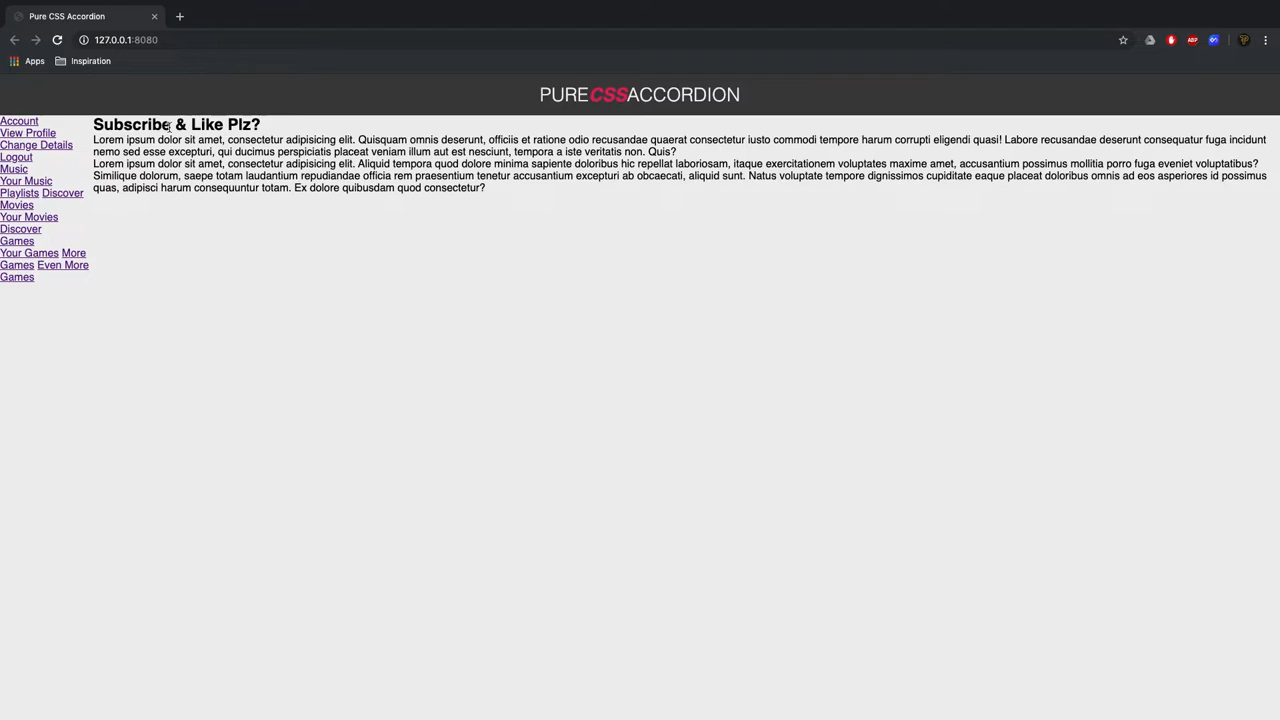 Pure CSS Accordion
127.0.0.1:8080
Apps
Inspiration
ABP
PURECSSACCORDION
Account
View Profile
Change Details
Logout
Music
Your Music
Playlists Discover
Movies
Your Movies
Discover
Games
Your Games More
Games Even More
Games
Subscribe & Like Plz?
Lorem ipsum dolor sit amet, consectetur adipisicing elit. Quisquam omnis deserunt, officiis et ratione odio recusandae quaerat consectetur iusto commodi tempore harum corrupti eligendi quasi! Labore recusandae deserunt consequatur fuga incidunt
nemo sed esse excepturi, qui ducimus perspiciatis placeat veniam illum aut est nesciunt, tempora a iste veritatis non. Quis?
Lorem ipsum dolor sit amet, consectetur adipisicing elit. Aliquid tempora quod dolore minima sapiente doloribus hic repellat laboriosam, itaque exercitationem voluptates maxime amet, accusantium possimus mollitia porro fuga eveniet voluptatibus?
Similique dolorum, saepe totam laudantium repudiandae officia rem praesentium tenetur accusantium excepturi ab obcaecati, aliquid sunt. Natus voluptate tempore dignissimos cupiditate eaque placeat doloribus omnis ad eos asperiores id possimus
quas, adipisci harum consequuntur totam. Ex dolore quibusdam quod consectetur?